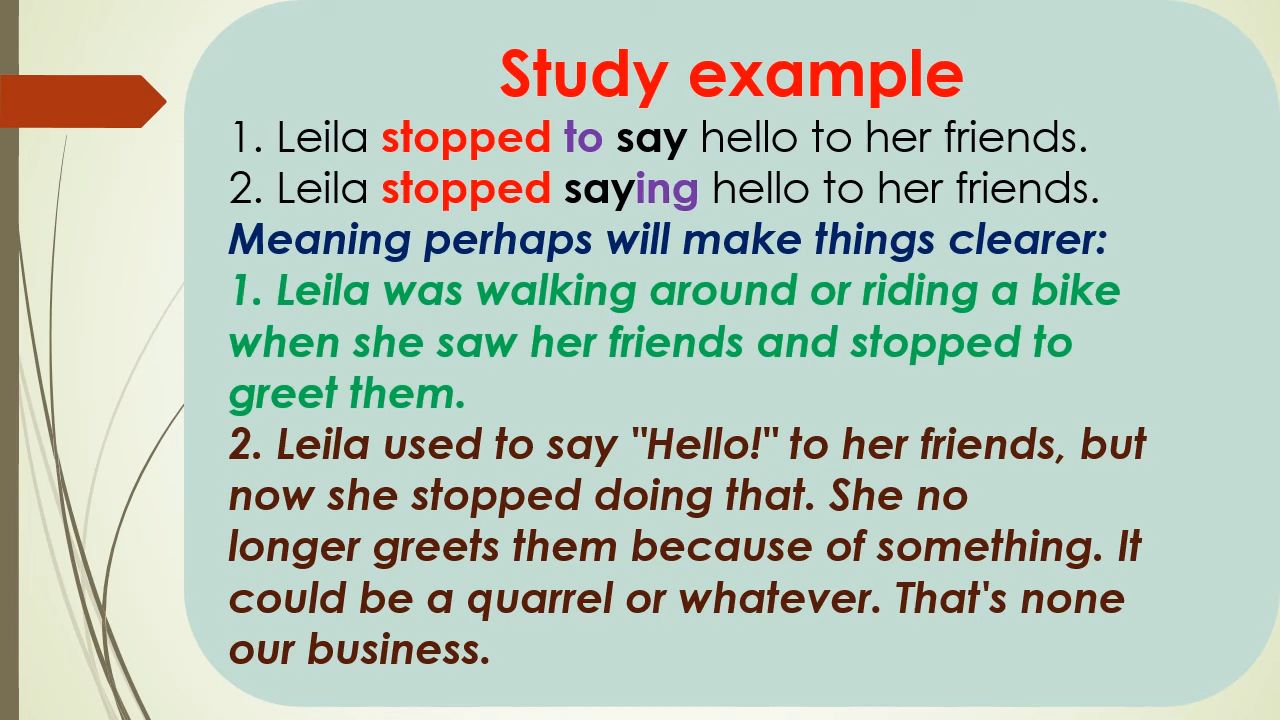 Study example
1. Leila stopped to say hello to her friends.
2. Leila stopped saying hello to her friends.
Meaning perhaps will make things clearer:
1. Leila was walking around or riding a bike
when she saw her friends and stopped to
greet them.
2. Leila used to say "Hello!" to her friends, but
now she stopped doing that. She no
longer greets them because of something. It
could be a quarrel or whatever. That's none
our business.